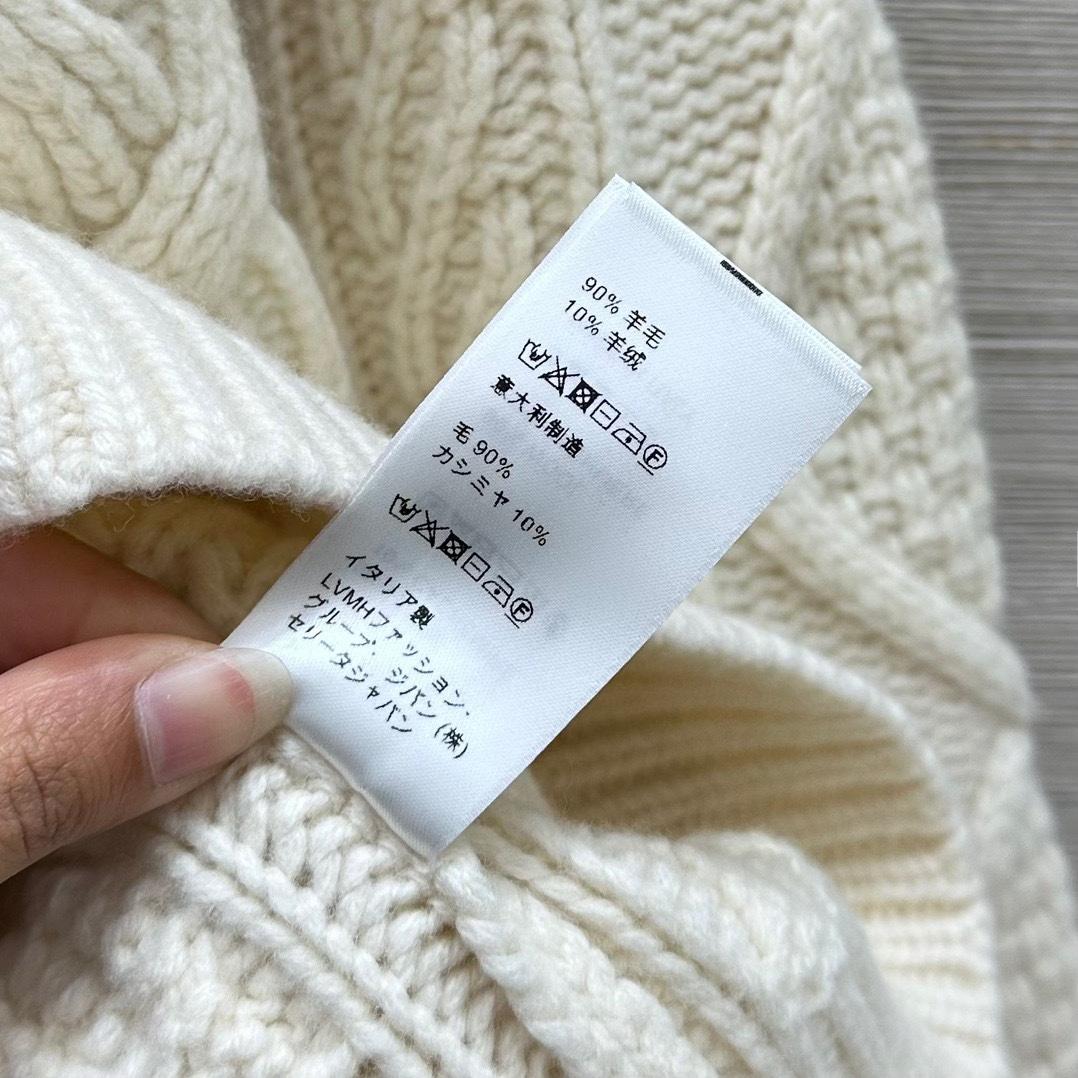 90% 羊毛
10% 羊绒
意大利制造
毛 90%
カシミヤ 10%
イタリア製
LVMHファッション.
グループ. ジパン (株)
セリータジャパン